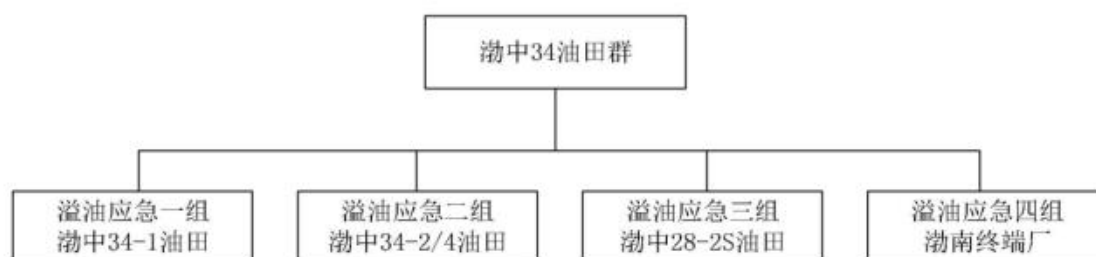 渤中34油田群
溢油应急一组
渤中34-1油田
溢油应急二组
渤中34-2/4油田
溢油应急三组
渤中28-2S油田
溢油应急四组
渤南终端厂